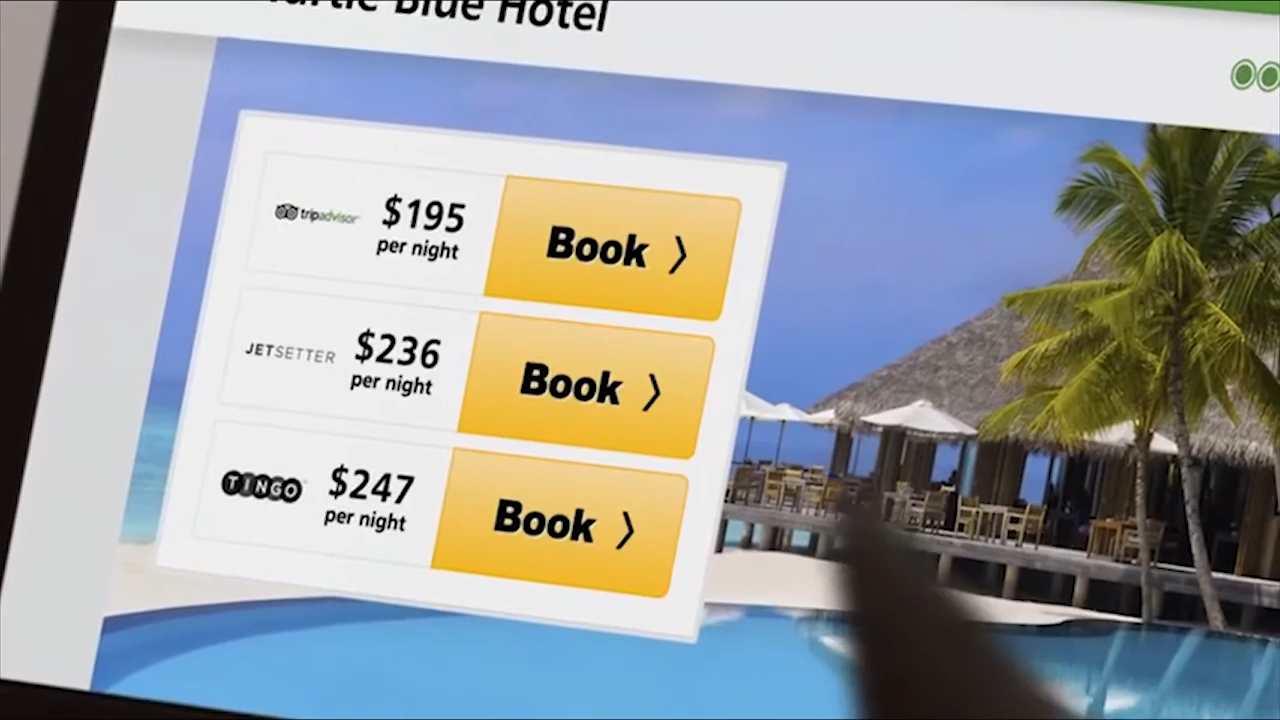 Blue Hotel
tripadvisor
$195
per night
Book
JETSETTER
$236
per night
Book
TINGO
$247
per night
Book